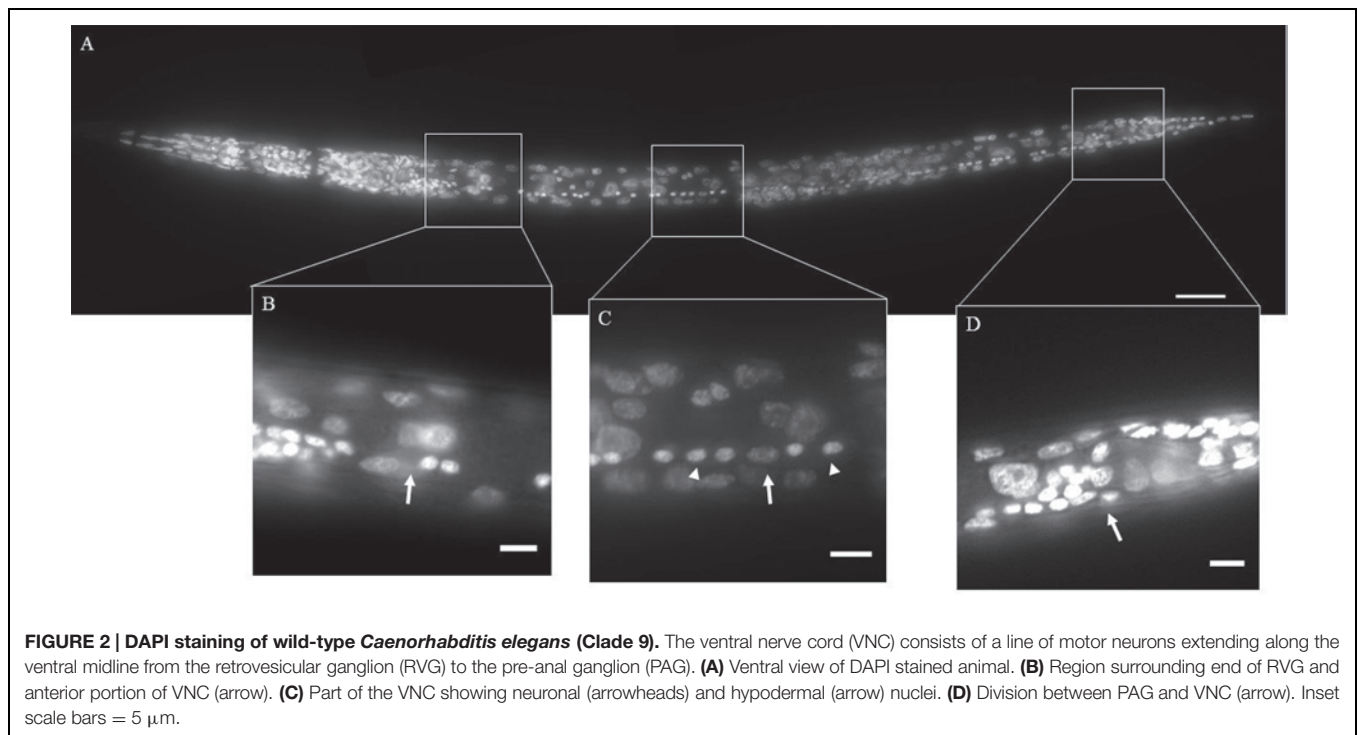 A
B
C
D
FIGURE 2 | DAPI staining of wild-type Caenorhabditis elegans (Clade 9). The ventral nerve cord (VNC) consists of a line of motor neurons extending along the
ventral midline from the retrovesicular ganglion (RVG) to the pre-anal ganglion (PAG). (A) Ventral view of DAPI stained animal. (B) Region surrounding end of RVG and
anterior portion of VNC (arrow). (C) Part of the VNC showing neuronal (arrowheads) and hypodermal (arrow) nuclei. (D) Division between PAG and VNC (arrow). Inset
scale bars = 5 μm.